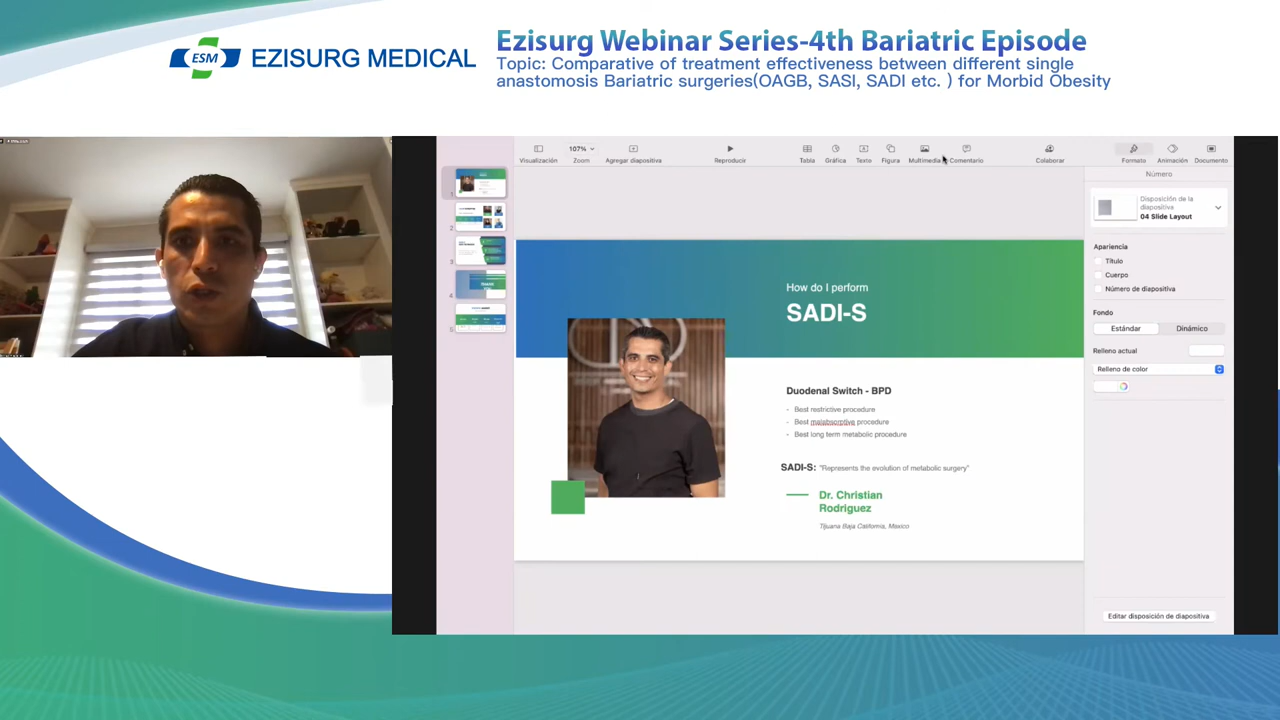 ESM
EZISURG MEDICAL
Ezisurg Webinar Series-4th Bariatric Episode
Topic: Comparative of treatment effectiveness between different single
anastomosis Bariatric surgeries(OAGB, SASI, SADI etc. ) for Morbid Obesity
107%
Visualización
Zoom
Agregar diapositiva
Reproducir
Tabla
Gráfica
Texto
Figura
Multimedia
Comentario
Colaborar
Formato
Animación
Documento
1
2
3
4
5
Número
Disposición de la
diapositiva
04 Slide Layout
Apariencia
Título
Cuerpo
Número de diapositiva
Fondo
Estándar
Dinámico
Relleno actual
Relleno de color
Editar disposición de diapositiva
How do I perform
SADI-S
Duodenal Switch - BPD
- Best restrictive procedure
- Best malabsorptive procedure
- Best long term metabolic procedure
SADI-S: "Represents the evolution of metabolic surgery"
Dr. Christian
Rodriguez
Tijuana Baja California, Mexico